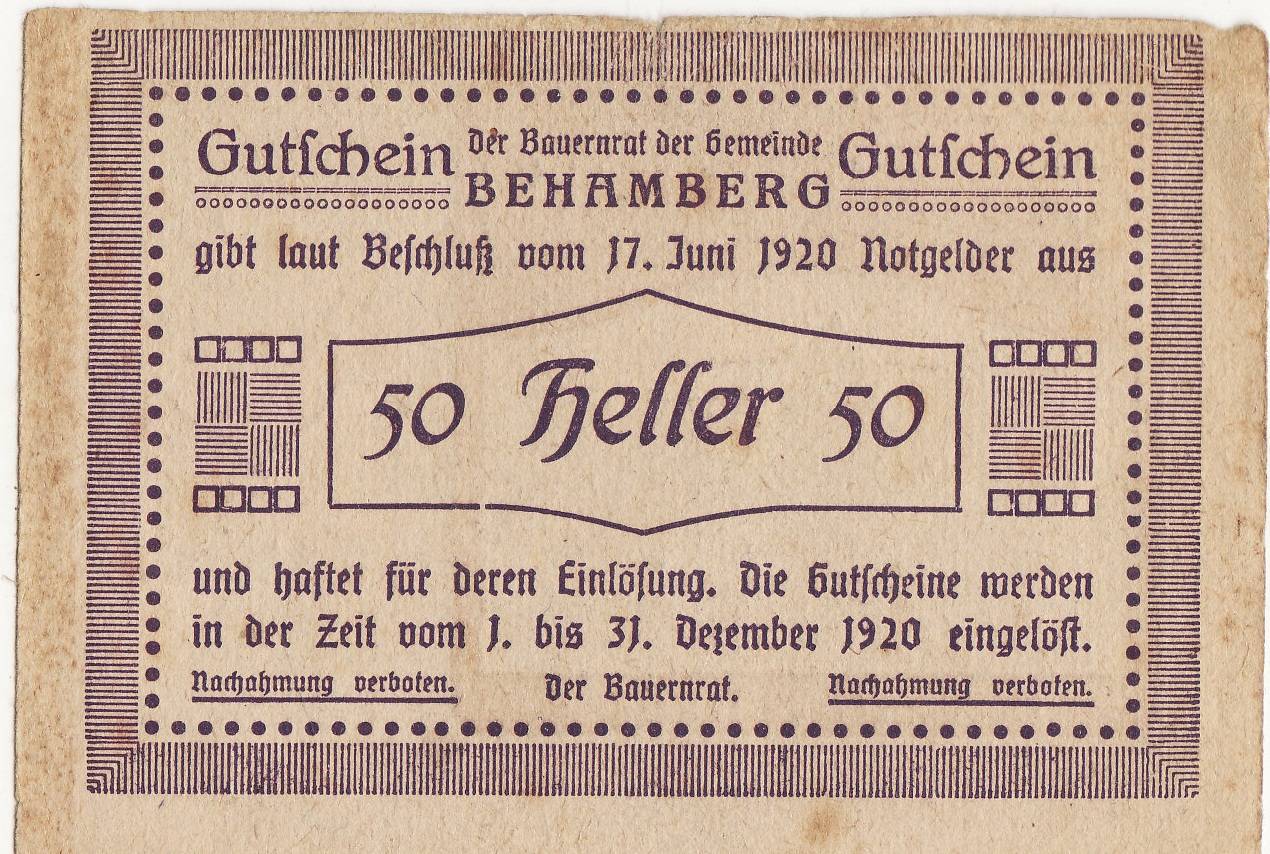 Gutſchein Der Bauernrat der Gemeinde Gutſchein
BEHAMBERG
gibt laut Beſchluß vom 17. Juni 1920 Notgelder aus
50 Heller 50
und haftet für deren Einlöſung. Die Gutſcheine werden
in der Zeit vom 1. bis 31. Dezember 1920 eingelöſt.
Nachahmung verboten. Der Bauernrat. Nachahmung verboten.